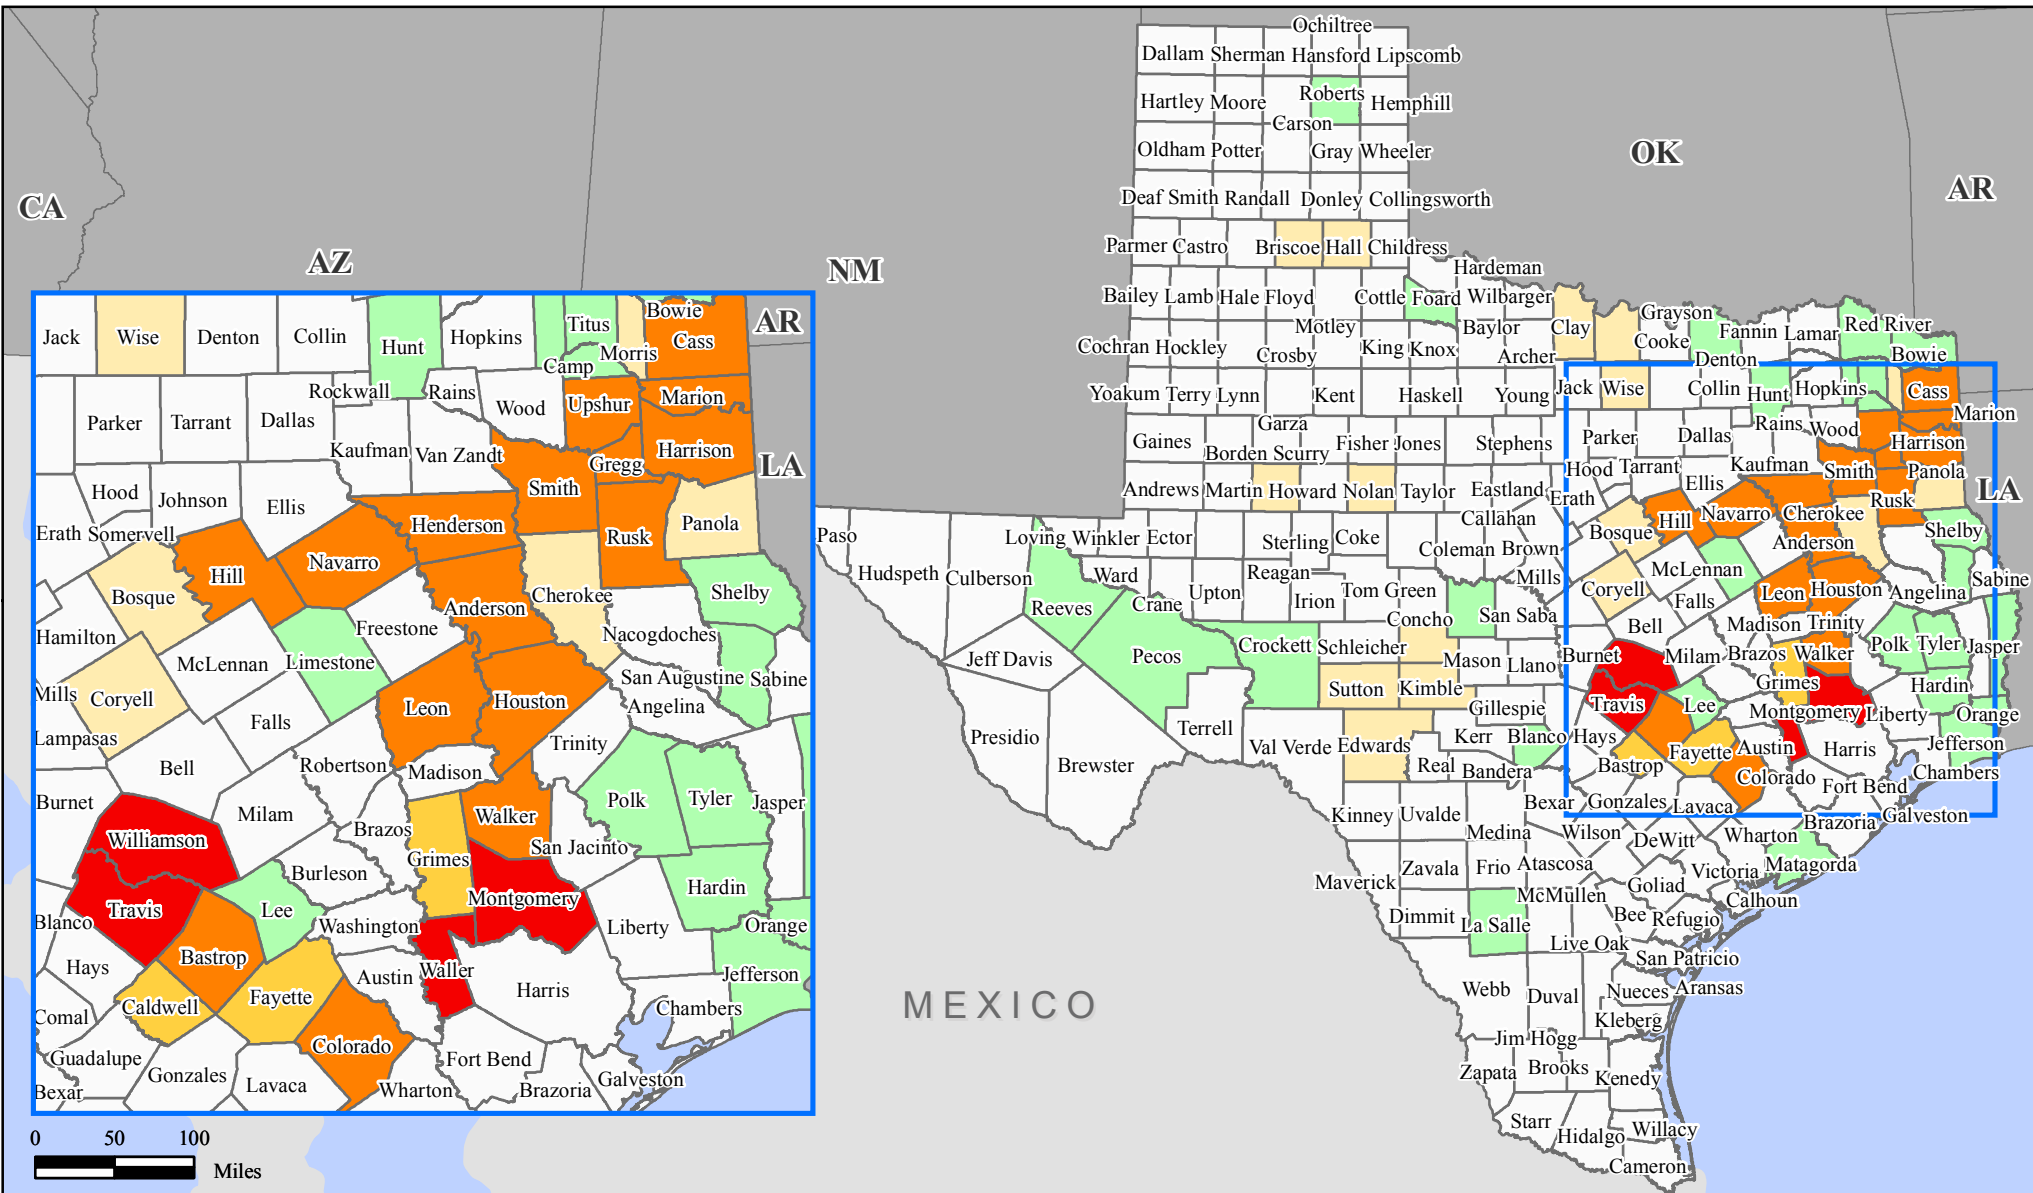 Ochiltree
Dallam Sherman Hansford Lipscomb
Roberts
Hartley Moore Hemphill
Carson
Oldham Potter Gray Wheeler
OK
AR
CA
Deaf Smith Randall Donley Collingsworth
AZ
NM
Parmer Castro Briscoe Hall Childress
Hardeman
Bailey Lamb Hale Floyd Cottle Foard Wilbarger
Motley Baylor Clay
Grayson
Cooke Fannin Lamar Red River
Cochran Hockley Crosby King Knox Archer
Denton Bowie
Yoakum Terry Lynn Kent Haskell Young Jack Wise Collin Hunt Hopkins Cass
Marion
Garza
Gaines Borden Scurry Fisher Jones Stephens Parker Dallas Rains Wood Harrison
Hood Tarrant Kaufman Smith Panola
Andrews Martin Howard Nolan Taylor Eastland Erath Ellis Rusk
LA
Callahan
Paso Loving Winkler Ector Sterling Coke Coleman Brown Bosque Hill Navarro Cherokee Shelby
Anderson
Hudspeth Culberson Ward Reagan Mills McLennan Sabine
Reeves Crane Upton Irion Tom Green Coryell Leon Houston Angelina
Concho San Saba Falls
Bell Madison Trinity
Jeff Davis Pecos Crockett Schleicher Mason Llano Burnet Milam Brazos Walker Polk Tyler Jasper
Grimes
Sutton Kimble Travis Lee Hardin
Gillespie Montgomery Liberty Orange
Presidio Terrell Val Verde Edwards Kerr Blanco Hays Fayette Austin Harris Jefferson
Brewster Real Bandera Bastrop Colorado Chambers
Fort Bend
Kinney Uvalde Bexar Gonzales Lavaca Brazoria Galveston
Medina Wilson DeWitt Wharton
Maverick Zavala Frio Atascosa Victoria Matagorda
Goliad
Dimmit La Salle McMullen Bee Refugio Calhoun
Live Oak San Patricio
Webb Duval Nueces Aransas
MEXICO
Kleberg
Jim Hogg
Zapata Brooks Kenedy
Starr Hidalgo Willacy
Cameron
Jack Wise Denton Collin Hunt Hopkins Titus Bowie
Cass
AR
Morris
Camp
Rockwall Rains Wood Upshur Marion
Parker Tarrant Dallas
Kaufman Van Zandt Gregg Harrison
LA
Hood Johnson Ellis Smith
Erath Somervell Henderson Rusk Panola
Hill Navarro
Bosque Anderson Cherokee Shelby
Hamilton Freestone Nacogdoches
McLennan Limestone
Mills Coryell San Augustine Sabine
Falls Leon Houston Angelina
Lampasas
Bell Robertson Madison Trinity
Burnet Milam Polk Tyler Jasper
Williamson Brazos Walker
Grimes San Jacinto
Burleson Hardin
Travis Lee Montgomery
Blanco Washington Liberty Orange
Hays Bastrop Austin Waller Jefferson
Caldwell Fayette Harris
Comal Chambers
Guadalupe Colorado Fort Bend
Gonzales Lavaca Galveston
Bexar Wharton Brazoria
0 50 100
Miles